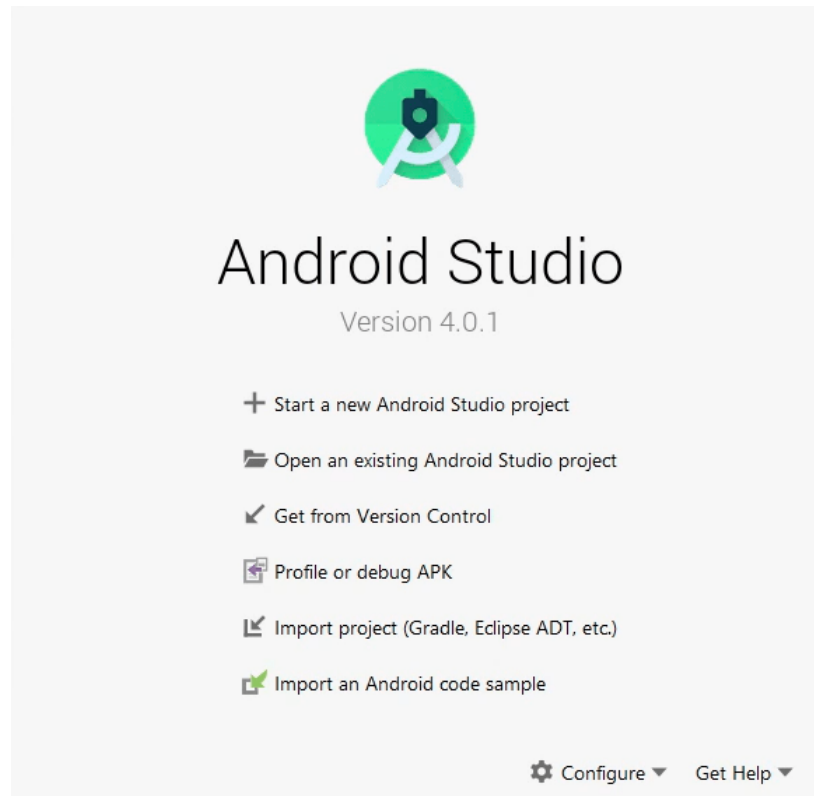 Android Studio
Version 4.0.1
Start a new Android Studio project
Open an existing Android Studio project
Get from Version Control
Profile or debug APK
Import project (Gradle, Eclipse ADT, etc.)
Import an Android code sample
Configure Get Help